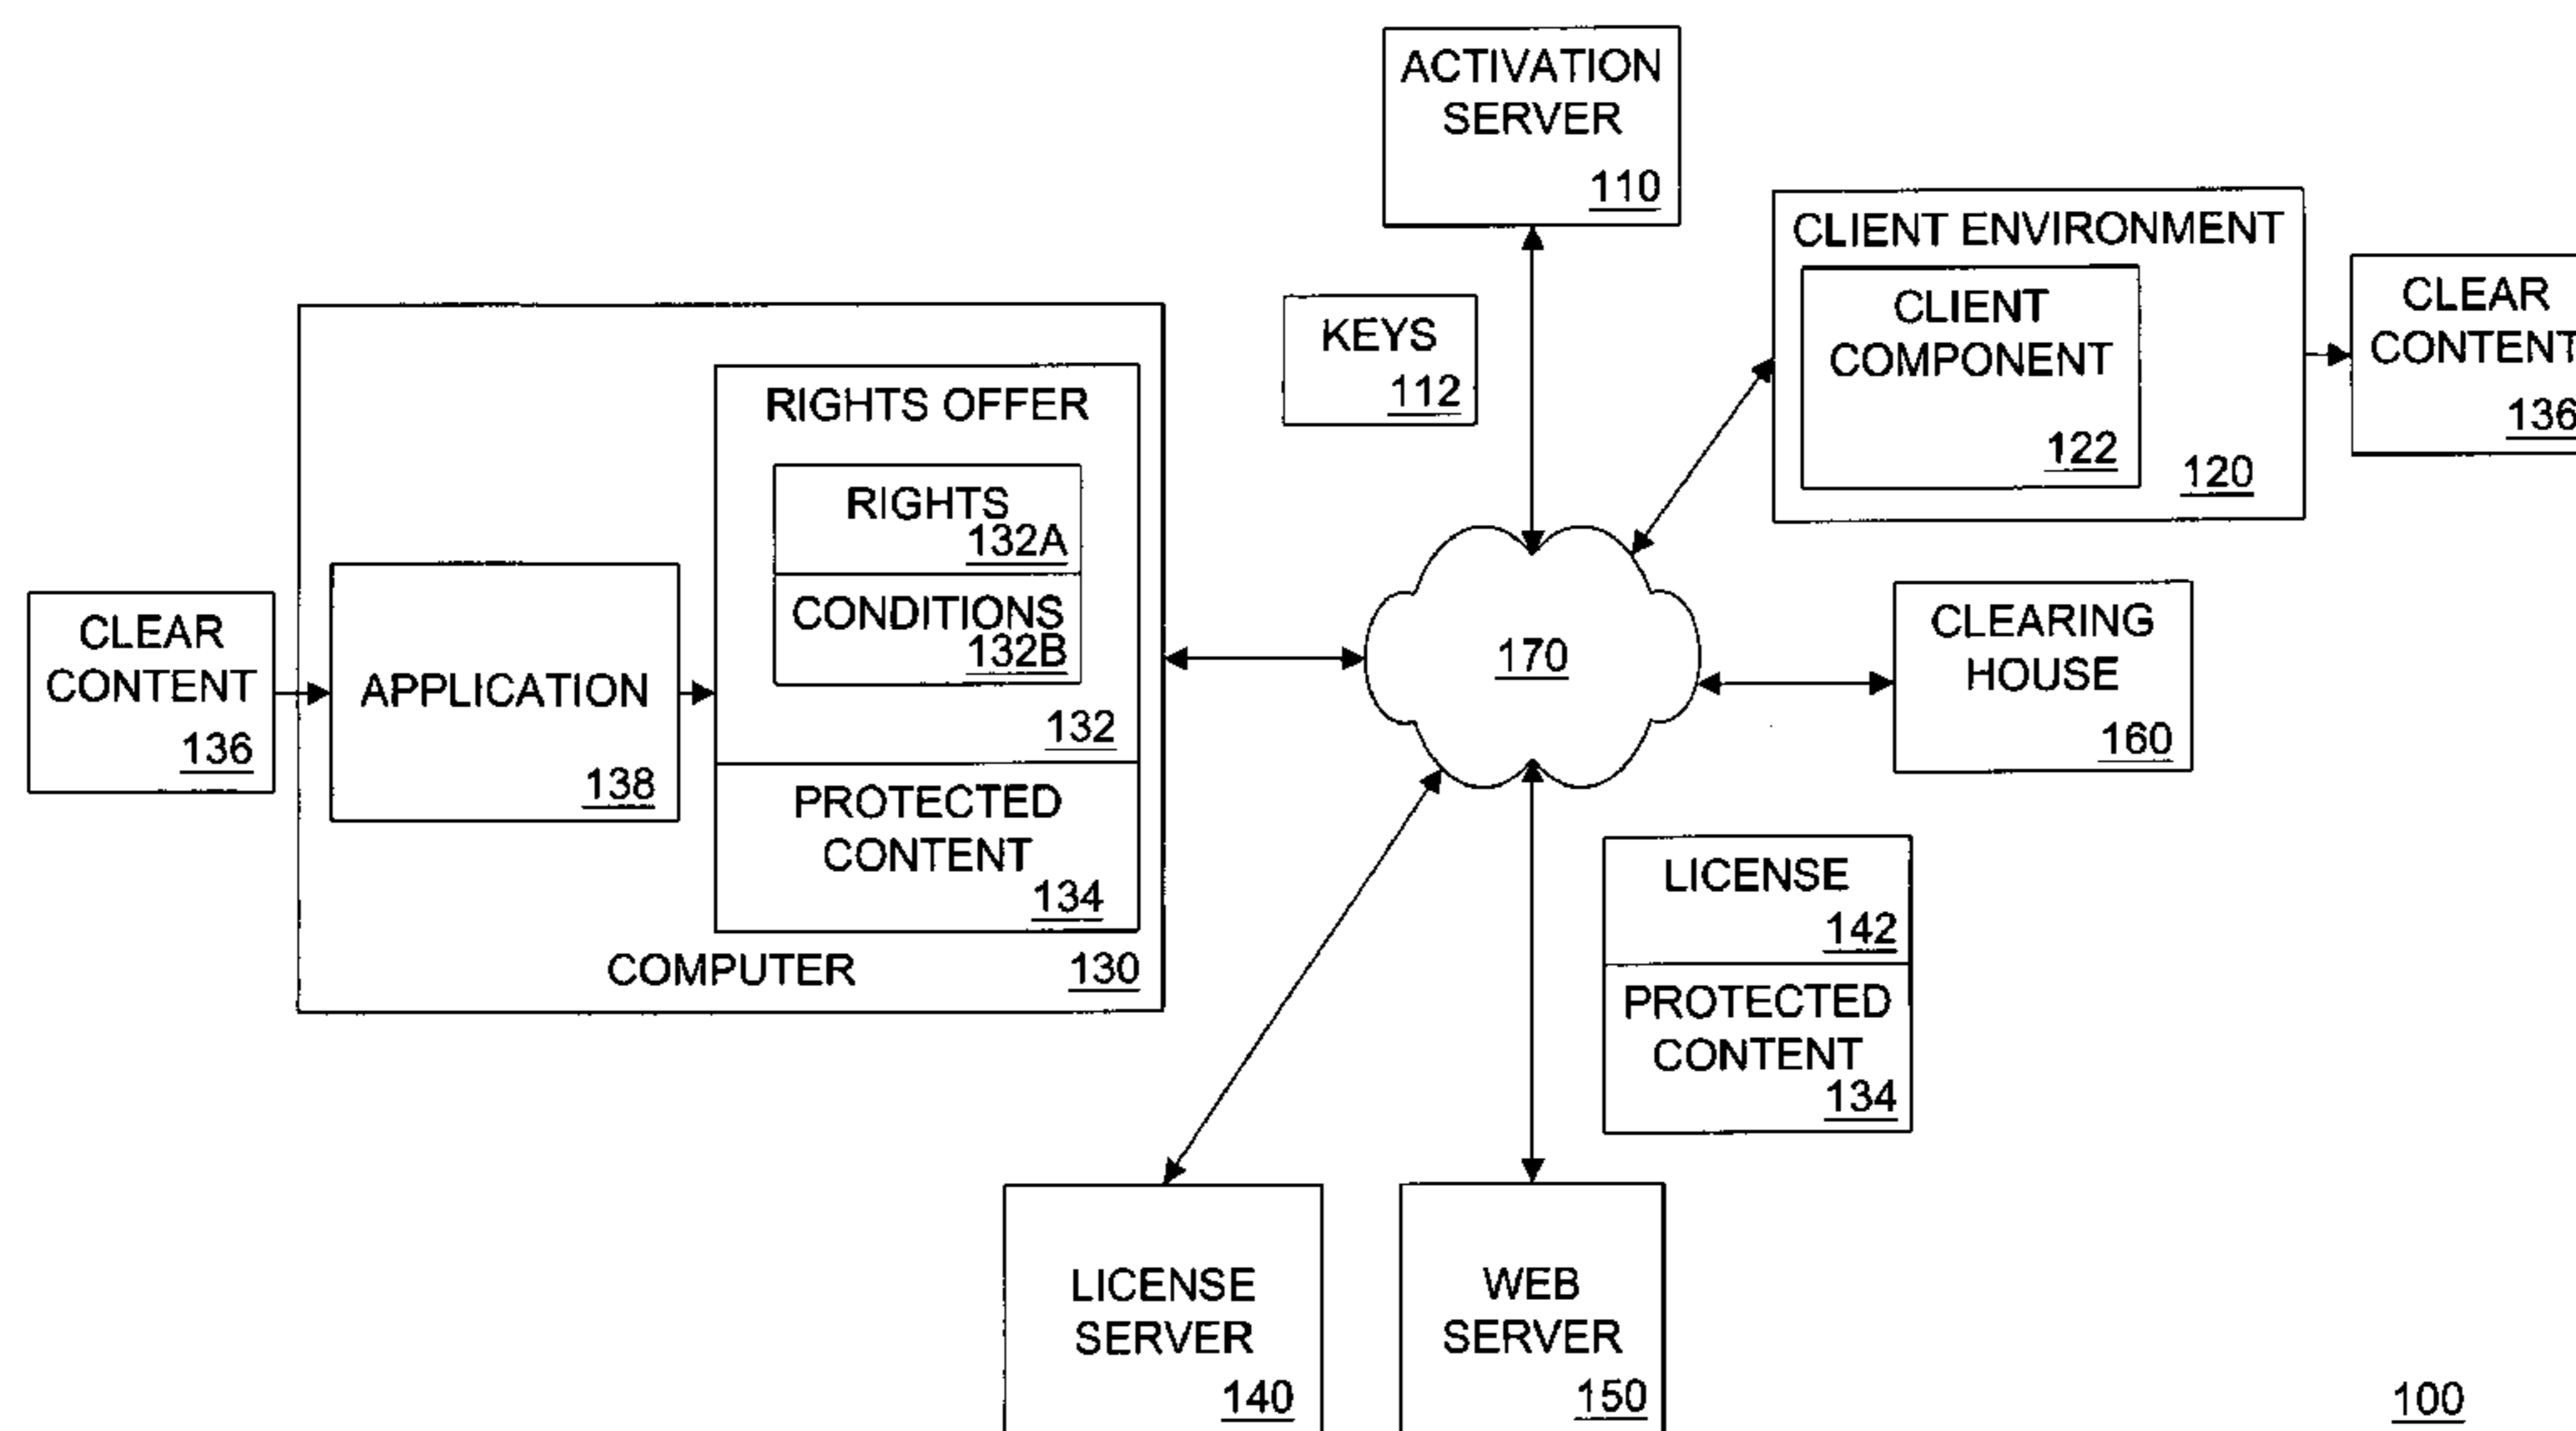 ACTIVATION
SERVER
110
KEYS
112
CLIENT ENVIRONMENT
CLIENT
COMPONENT
122
120
CLEAR
CONTENT
136
CLEAR
CONTENT
136
APPLICATION
138
RIGHTS OFFER
RIGHTS
132A
CONDITIONS
132B
132
PROTECTED
CONTENT
134
COMPUTER
130
170
CLEARING
HOUSE
160
LICENSE
142
PROTECTED
CONTENT
134
LICENSE
SERVER
140
WEB
SERVER
150
100